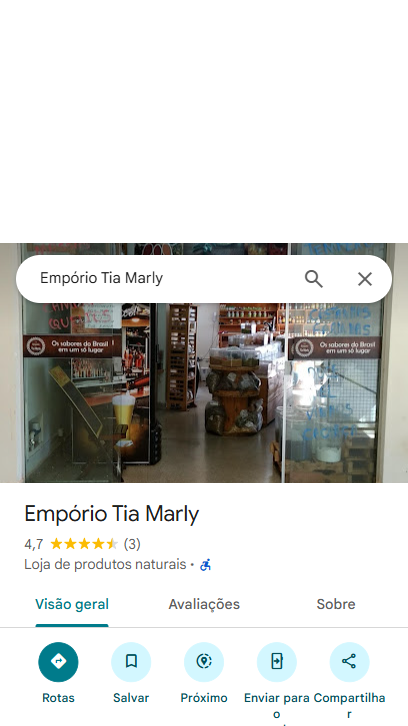 Empório Tia Marly
Os sabores do Brasil
em um só lugar
Os sabores do Brasil
em um só lugar
Empório Tia Marly
4,7 (3)
Loja de produtos naturais ·
Visão geral
Avaliações
Sobre
Rotas
Salvar
Próximo
Enviar para
o
Compartilha
r